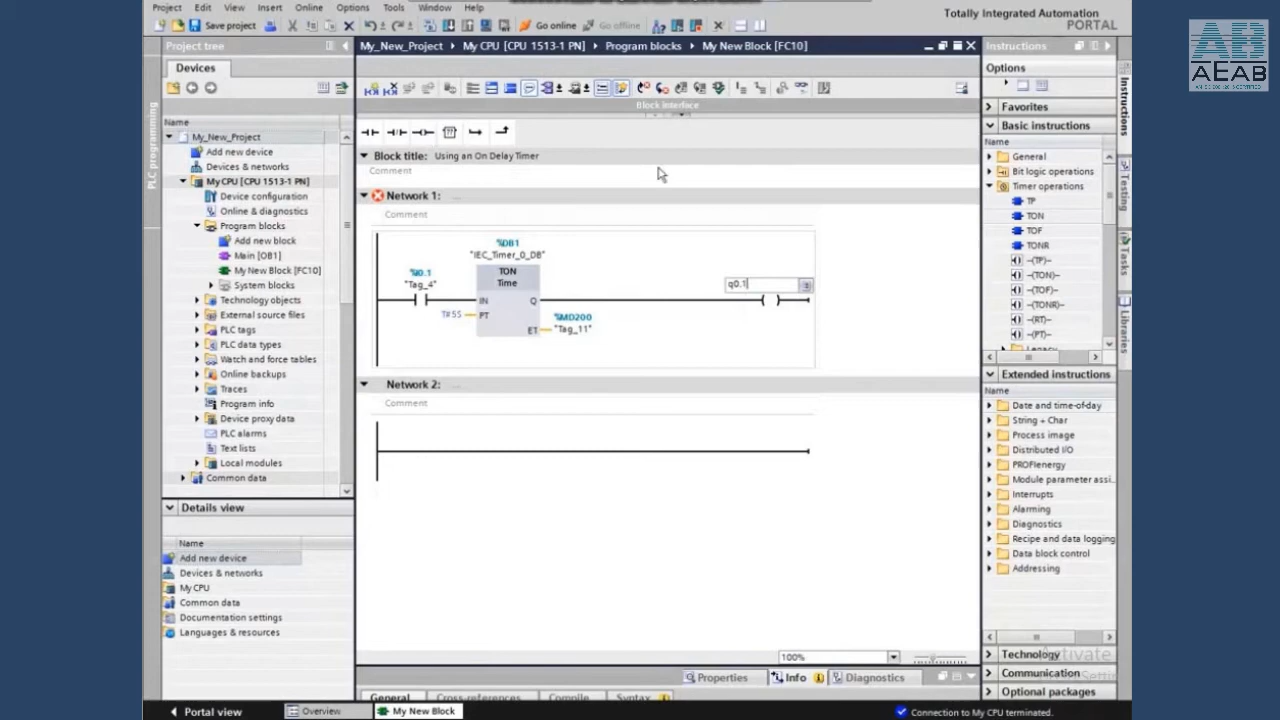 Project Edit View Insert Online Options Tools Window Help
Totally Integrated Automation
PORTAL
Save project
Go online
Go offline
AEAB
Project tree
My_New_Project
My CPU [CPU 1513-1 PN]
Program blocks
My New Block [FC10]
Instructions
Devices
Options
Block interface
Favorites
Basic instructions
Name
General
Bit logic operations
Timer operations
TP
TON
TOF
TONR
-(TP)-
-(TON)-
-(TOF)-
-(TONR)-
-(RT)-
-(PT)-
Legacy
Extended instructions
Name
Date and time-of-day
String + Char
Process image
Distributed I/O
PROFIenergy
Module parameter assi..
Interrupts
Alarming
Diagnostics
Recipe and data logging
Data block control
Addressing
Technology
Communication
Optional packages
Activate
Instructions
Testing
Tasks
Libraries
PLC programming
Name
My_New_Project
Add new device
Devices & networks
My CPU [CPU 1513-1 PN]
Device configuration
Online & diagnostics
Program blocks
Add new block
Main [OB1]
My New Block [FC10]
System blocks
Technology objects
External source files
PLC tags
PLC data types
Watch and force tables
Online backups
Traces
Program info
Device proxy data
PLC alarms
Text lists
Local modules
Common data
Details view
Name
Add new device
Devices & networks
My CPU
Common data
Documentation settings
Languages & resources
Block title: Using an On Delay Timer
Comment
Network 1: ....
Comment
%DB1
"IEC_Timer_0_DB"
%I0.1
"Tag_4"
TON
Time
IN
Q
T#5S
PT
ET
%MD200
"Tag_11"
q0.1
Network 2: ....
Comment
100%
Properties
Info
Diagnostics
General
Cross-references
Compile
Syntax
Portal view
Overview
My New Block
Connection to My CPU terminated.